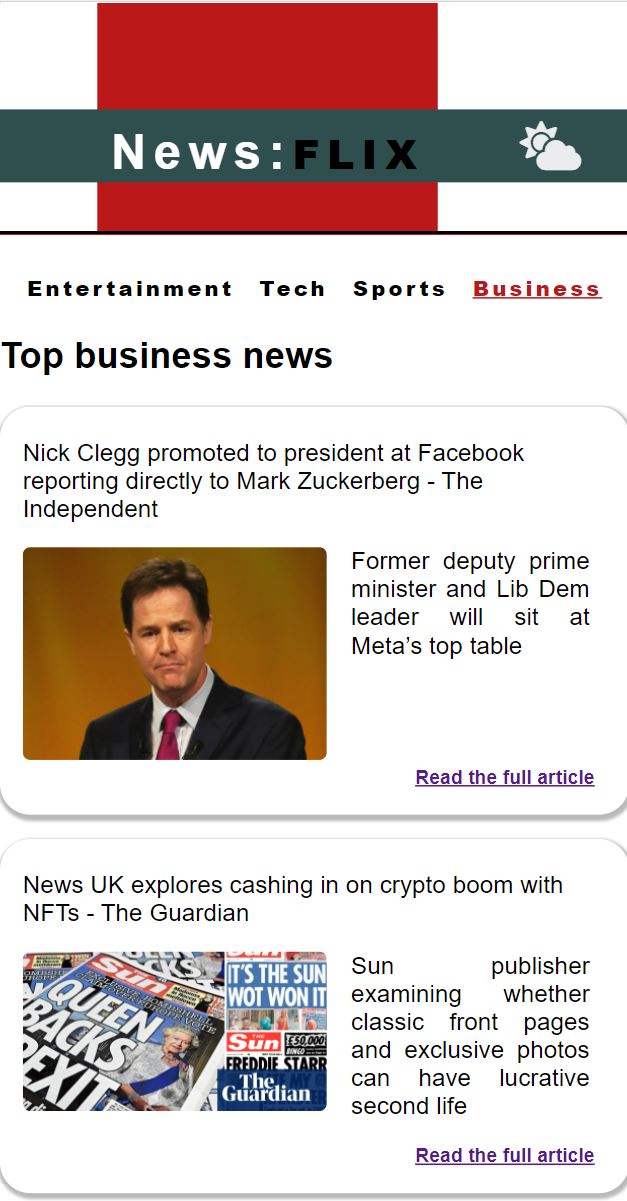 News:FLIX
Entertainment Tech Sports Business
Top business news
Nick Clegg promoted to president at Facebook
reporting directly to Mark Zuckerberg - The
Independent
Former deputy prime
minister and Lib Dem
leader will sit at
Meta’s top table
Read the full article
News UK explores cashing in on crypto boom with
NFTs - The Guardian
Sun
QUEEN
BACKS
IT'S THE SUN
WOT WON IT
THE
Sun
£50,000
BINGO
FREDDIE STARR
The
Guardian
Sun publisher
examining whether
classic front pages
and exclusive photos
can have lucrative
second life
Read the full article